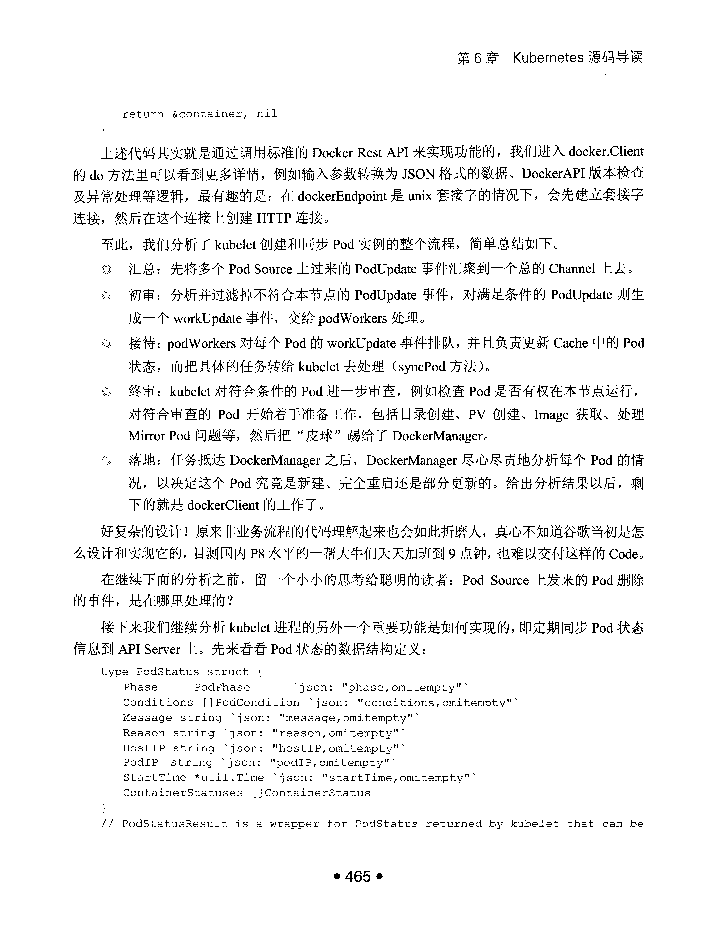 第 6 章 Kubernetes 源码导读
return &container, nil
}
上述代码其实就是通过调用标准的 Docker Rest API 来实现功能的，我们进入 docker.Client
的 do 方法里可以看到更多详情，例如输入参数转换为 JSON 格式的数据、DockerAPI 版本检查
及异常处理等逻辑，最有趣的是：在 dockerEndpoint 是 unix 套接字的情况下，会先建立套接字
连接，然后在这个连接上创建 HTTP 连接。
至此，我们分析了 kubelet 创建和同步 Pod 实例的整个流程，简单总结如下。
汇总：先将多个 Pod Source 上过来的 PodUpdate 事件汇聚到一个总的 Channel 上去。
初审：分析并过滤掉不符合本节点的 PodUpdate 事件，对满足条件的 PodUpdate 则生
成一个 workUpdate 事件，交给 podWorkers 处理。
接待：podWorkers 对每个 Pod 的 workUpdate 事件排队，并且负责更新 Cache 中的 Pod
状态，而把具体的任务转给 kubelet 去处理（syncPod 方法）。
终审：kubelet 对符合条件的 Pod 进一步审查，例如检查 Pod 是否有权在本节点运行，
对符合审查的 Pod 开始着手准备工作，包括目录创建、PV 创建、Image 获取、处理
Mirror Pod 问题等，然后把“皮球”踢给了 DockerManager。
落地：任务抵达 DockerManager 之后，DockerManager 尽心尽责地分析每个 Pod 的情
况，以决定这个 Pod 究竟是新建、完全重启还是部分更新的。给出分析结果以后，剩
下的就是 dockerClient 的工作了。
好复杂的设计！原来非业务流程的代码理解起来也会如此折磨人，真心不知道谷歌当初是怎
么设计和实现它的，目测国内 P8 水平的一帮大牛们天天加班到 9 点钟，也难以交付这样的 Code。
在继续下面的分析之前，留一个小小的思考给聪明的读者：Pod Source 上发来的 Pod 删除
的事件，是在哪里处理的？
接下来我们继续分析 kubelet 进程的另外一个重要功能是如何实现的，即定期同步 Pod 状态
信息到 API Server 上。先来看看 Pod 状态的数据结构定义：
type PodStatus struct {
Phase PodPhase `json: "phase,omitempty"`
Conditions []PodCondition `json: "conditions,omitempty"`
Message string `json: "message,omitempty"`
Reason string `json: "reason,omitempty"`
HostIP string `json: "hostIP,omitempty"`
PodIP string `json: "podIP,omitempty"`
StartTime *util.Time `json: "startTime,omitempty"`
ContainerStatuses []ContainerStatus
}
// PodStatusResult is a wrapper for PodStatus returned by kubelet that can be
• 465 •